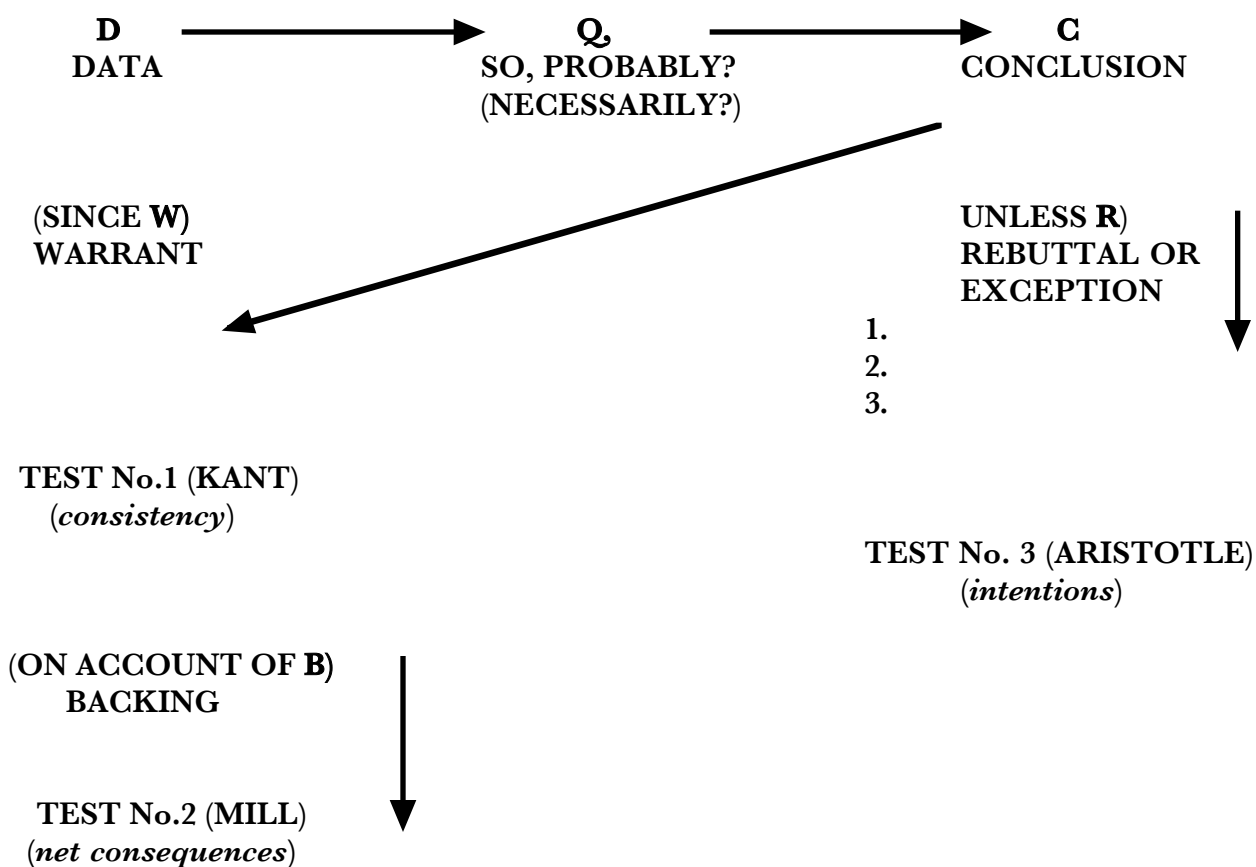 D
DATA
Q,
SO, PROBABLY?
(NECESSARILY?)
C
CONCLUSION
(SINCE W)
WARRANT
UNLESS R)
REBUTTAL OR
EXCEPTION
1.
2.
3.
TEST No.1 (KANT)
(consistency)
TEST No. 3 (ARISTOTLE)
(intentions)
(ON ACCOUNT OF B)
BACKING
TEST No.2 (MILL)
(net consequences)